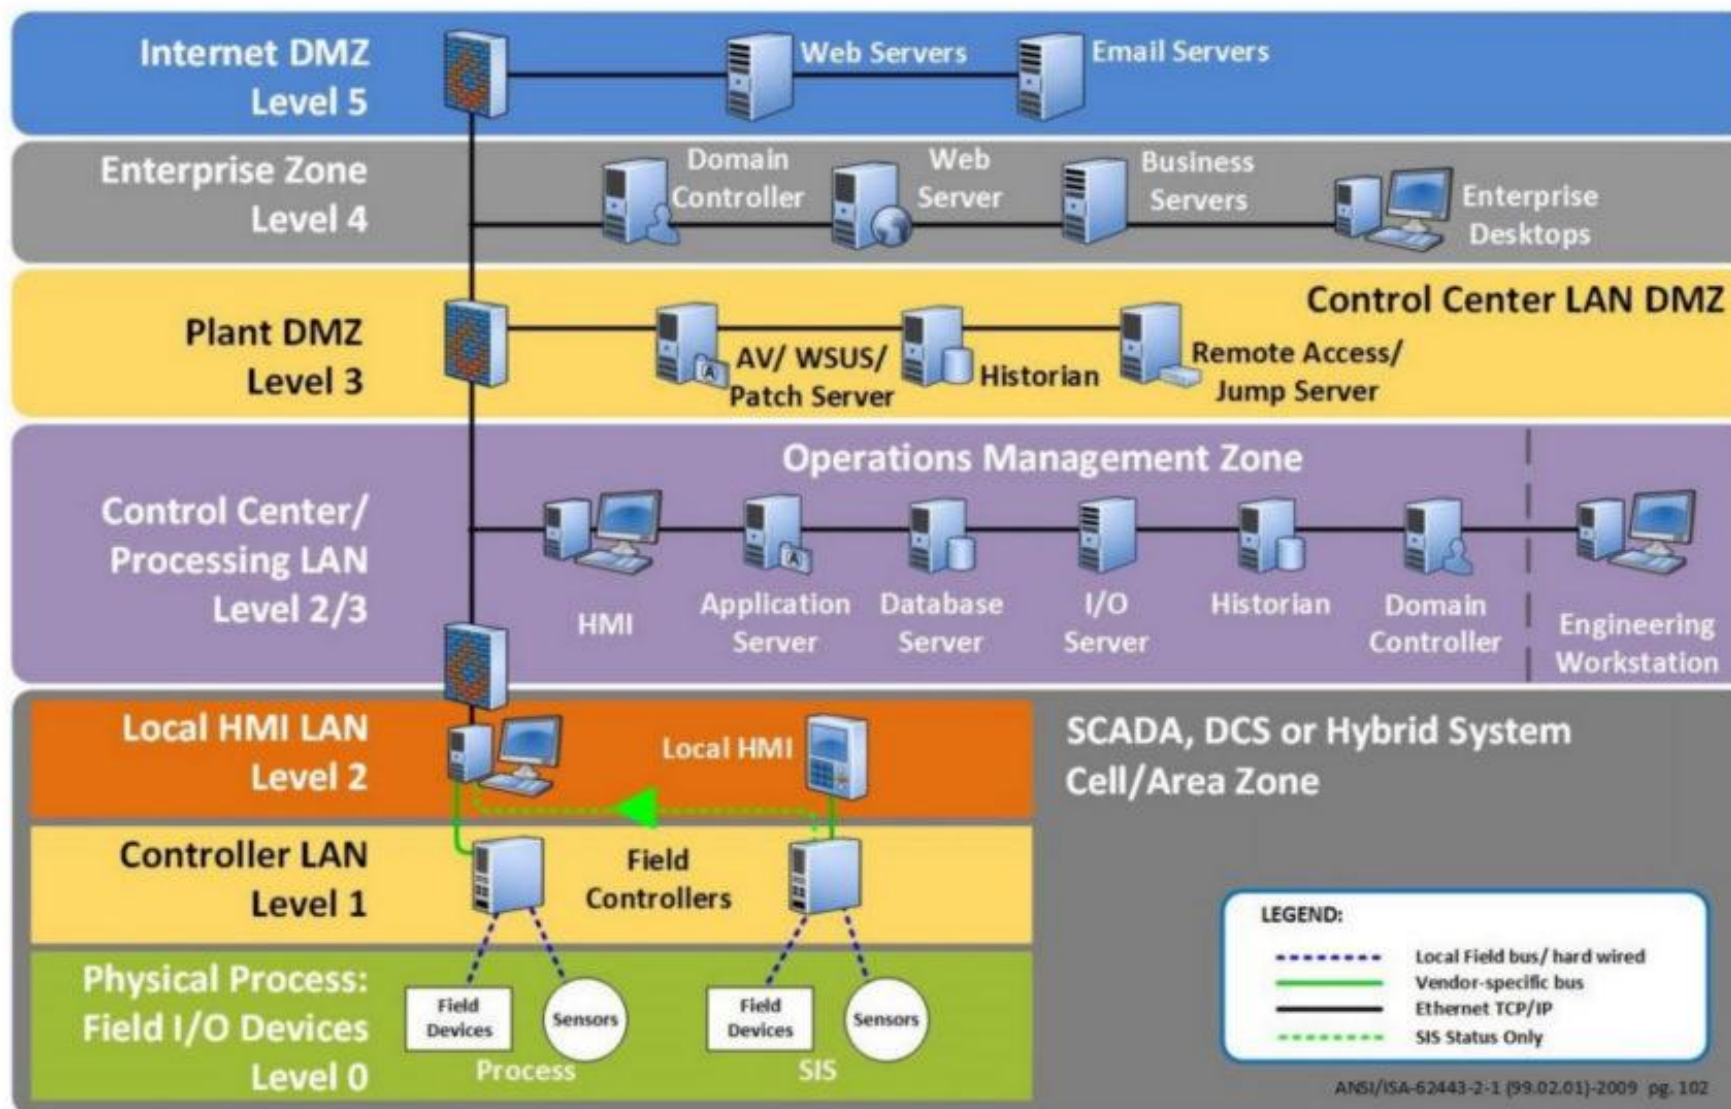 Internet DMZ
Level 5
Web Servers
Email Servers
Enterprise Zone
Level 4
Domain
Controller
Web
Server
Business
Servers
Enterprise
Desktops
Control Center LAN DMZ
Plant DMZ
Level 3
AV/ WSUS/
Patch Server
Historian
Remote Access/
Jump Server
Operations Management Zone
Control Center/
Processing LAN
Level 2/3
HMI
Application
Server
Database
Server
I/O
Server
Historian
Domain
Controller
Engineering
Workstation
Local HMI LAN
Level 2
Local HMI
SCADA, DCS or Hybrid System
Cell/Area Zone
Controller LAN
Level 1
Field
Controllers
Physical Process:
Field I/O Devices
Level 0
Field
Devices
Sensors
Process
Field
Devices
Sensors
SIS
LEGEND:
Local Field bus/ hard wired
Vendor-specific bus
Ethernet TCP/IP
SIS Status Only
ANSI/ISA-62443-2-1 (99.02.01)-2009 pg. 102